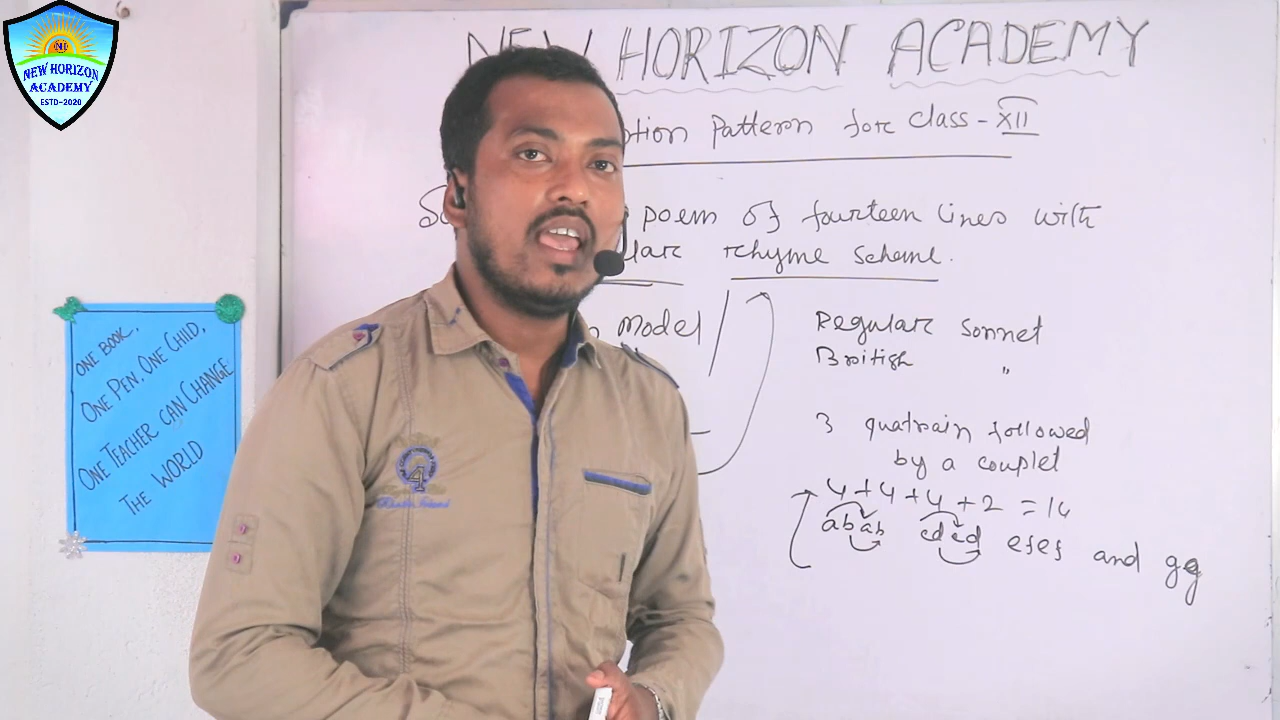 NEW HORIZON
ACADEMY
ESTD-2020
NEW HORIZON ACADEMY
Pattern for class - XII
poem of fourteen lines with
rhyme scheme.
Model
Regular sonnet
British "
3 quatrain followed
by a couplet
4+4+4+2 = 14
abab cdcd efef and gg
ONE BOOK,
ONE PEN, ONE CHILD,
ONE TEACHER CAN CHANGE
THE WORLD
4